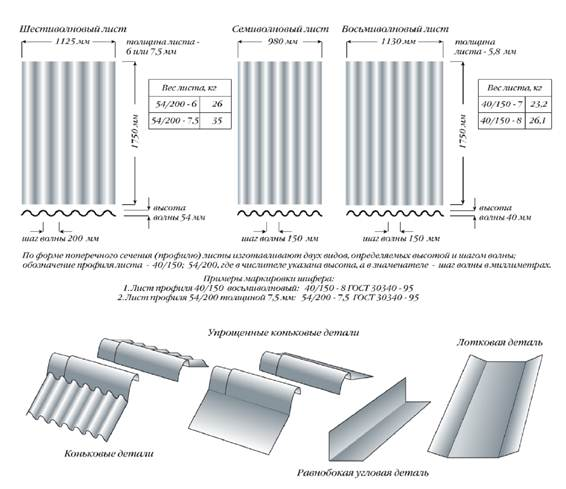 Шестиволновый лист
1125 мм
толщина листа -
6 или 7,5 мм
Вес листа, кг
54/200 - 6 26
54/200 - 7,5 35
1750 мм
высота
волны 54 мм
шаг волны 200 мм
Семиволновый лист
980 мм
шаг волны 150 мм
Восьмиволновый лист
1130 мм
толщина
листа - 5,8 мм
Вес листа, кг
40/150 - 7 23,2
40/150 - 8 26,1
1750 мм
высота
волны 40 мм
шаг волны 150 мм
По форме поперечного сечения (профилю) листы изготавливают двух видов, определяемых высотой и шагом волны;
обозначение профиля листа - 40/150; 54/200, где в числителе указана высота, а в знаменателе - шаг волны в миллиметрах.
Примеры маркировки шифера:
1.Лист профиля 40/150 восьмиволновый: 40/150 - 8 ГОСТ 30340 - 95
2.Лист профиля 54/200 толщиной 7,5 мм: 54/200 - 7,5 ГОСТ 30340 - 95
Упрощенные коньковые детали
Лотковая деталь
Коньковые детали
Равнобокая угловая деталь